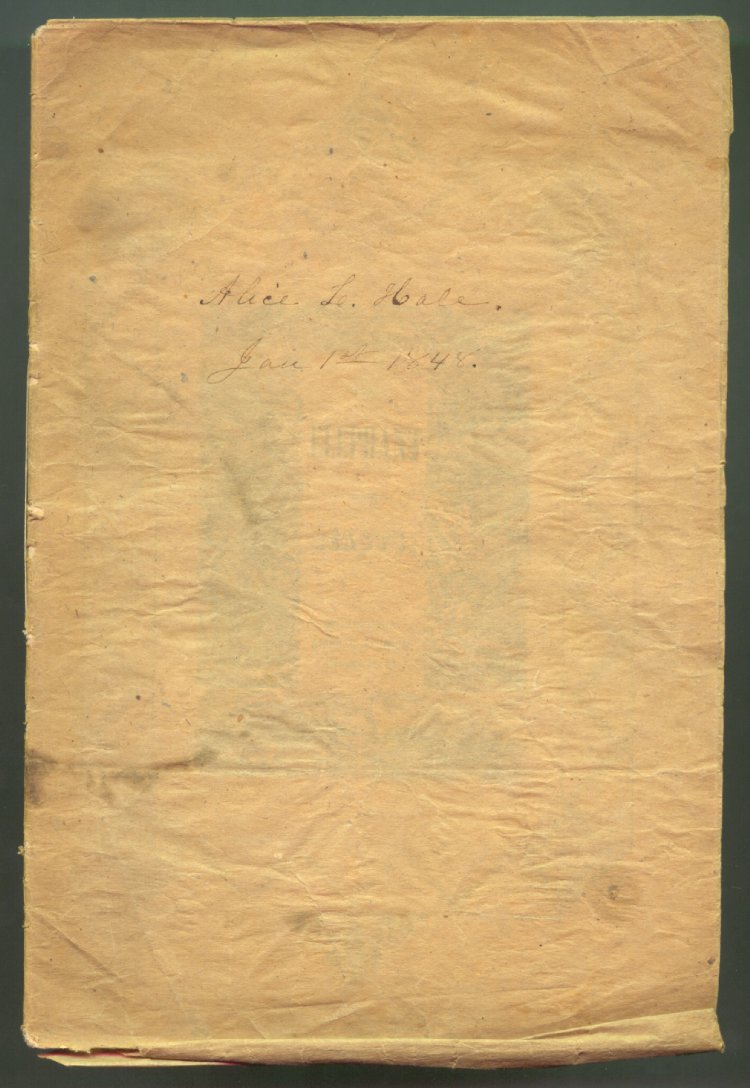 Alice L. Hale.
Jan 1st 1848.